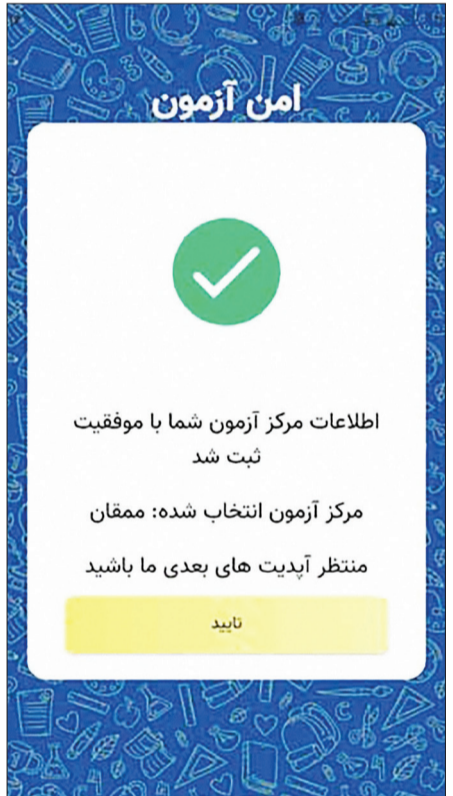 امن آزمون
اطلاعات مرکز آزمون شما با موفقیت
ثبت شد
مرکز آزمون انتخاب شده: ممقان
منتظر آپدیت های بعدی ما باشید
تایید